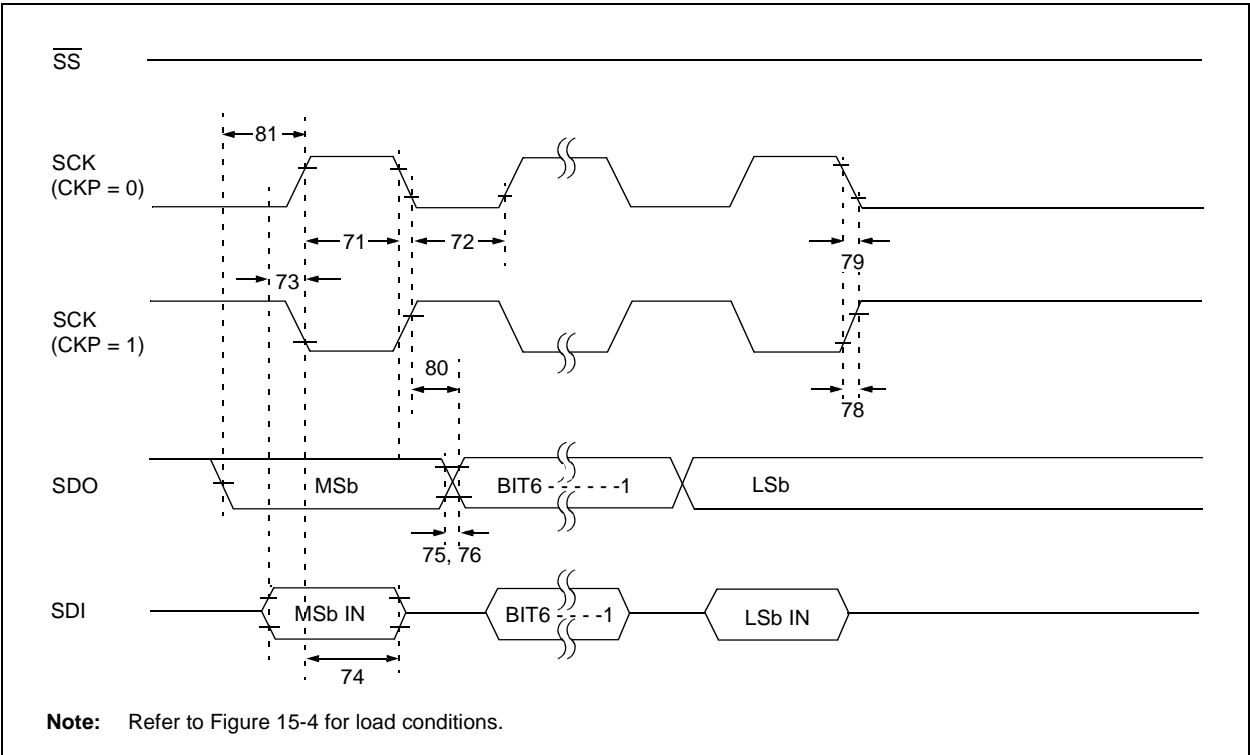 SS
81
SCK
(CKP = 0)
71
72
73
79
SCK
(CKP = 1)
80
78
SDO
MSb
BIT6 - - - - - -1
LSb
75, 76
SDI
MSb IN
BIT6 - - - -1
LSb IN
74
Note: Refer to Figure 15-4 for load conditions.